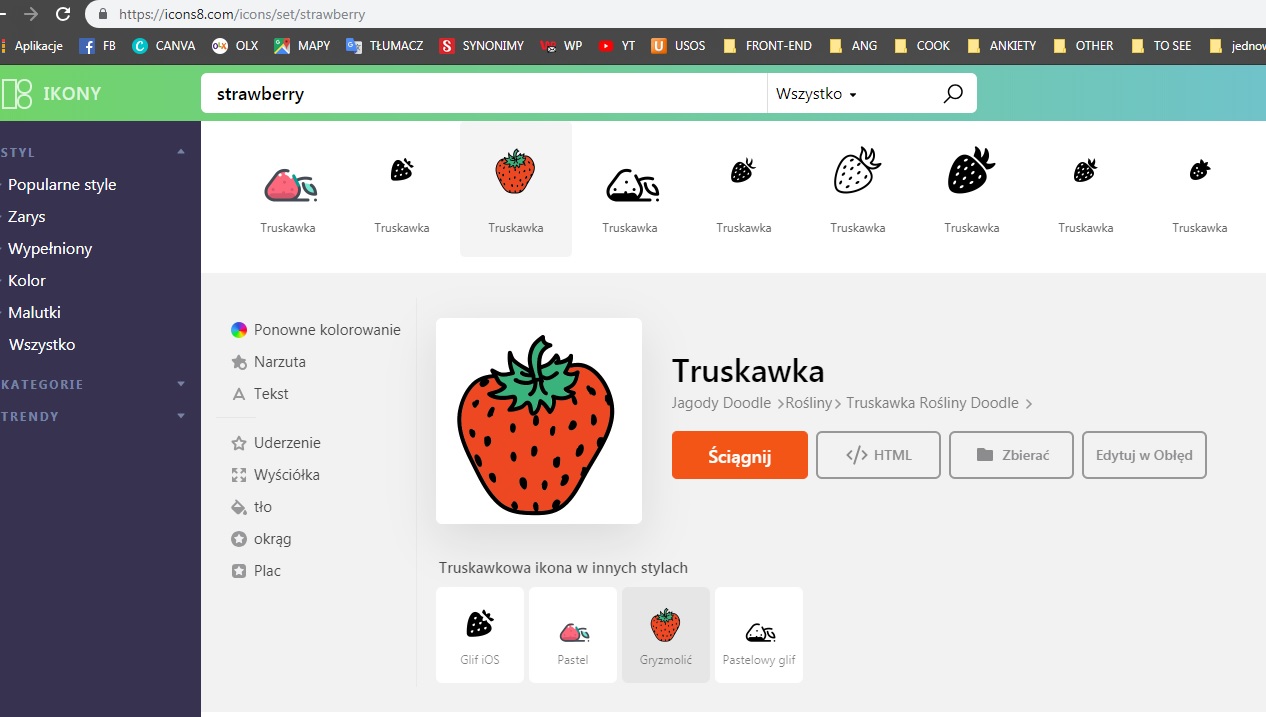 https://icons8.com/icons/set/strawberry
Aplikacje FB CANVA OLX MAPY TŁUMACZ SYNONIMY WP YT USOS FRONT-END ANG COOK ANKIETY OTHER TO SEE jednow
IKONY
strawberry Wszystko
STYL
Popularne style
Zarys
Wypełniony
Kolor
Malutki
Wszystko
KATEGORIE
TRENDY
Truskawka Truskawka Truskawka Truskawka Truskawka Truskawka Truskawka Truskawka Truskawka
Ponowne kolorowanie
Narzuta
Tekst
Uderzenie
Wyściółka
tło
okrąg
Plac
Truskawka
Jagody Doodle >Rośliny> Truskawka Rośliny Doodle >
Ściągnij </> HTML Zbierać Edytuj w Obłęd
Truskawkowa ikona w innych stylach
Glif iOS Pastel Gryzmolić Pastelowy glif